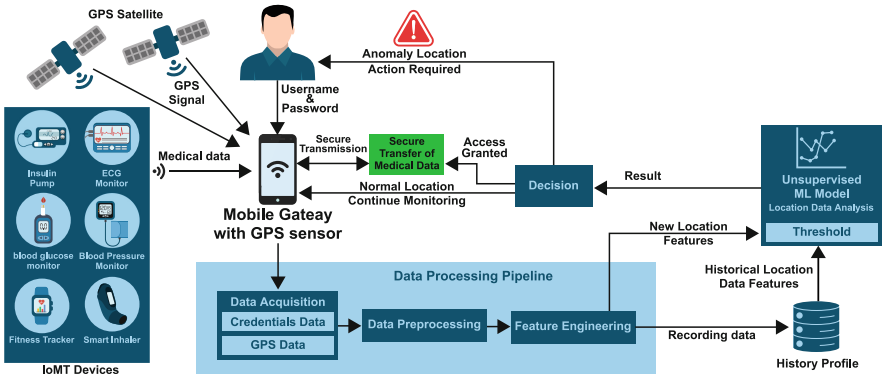 GPS Satellite
GPS
Signal
Username
&
Password
Anomaly Location
Action Required
Insulin
Pump
ECG
Monitor
blood glucose
monitor
Blood Pressure
Monitor
Fitness Tracker
Smart Inhaler
IoMT Devices
Medical data
Secure
Transmission
Secure
Transfer of
Medical Data
Access
Granted
Normal Location
Continue Monitoring
Decision
Result
Unsupervised
ML Model
Location Data Analysis
Threshold
Mobile Gateay
with GPS sensor
Data Processing Pipeline
Data Acquisition
Credentials Data
GPS Data
Data Preprocessing
Feature Engineering
New Location
Features
Historical Location
Data Features
Recording data
History Profile